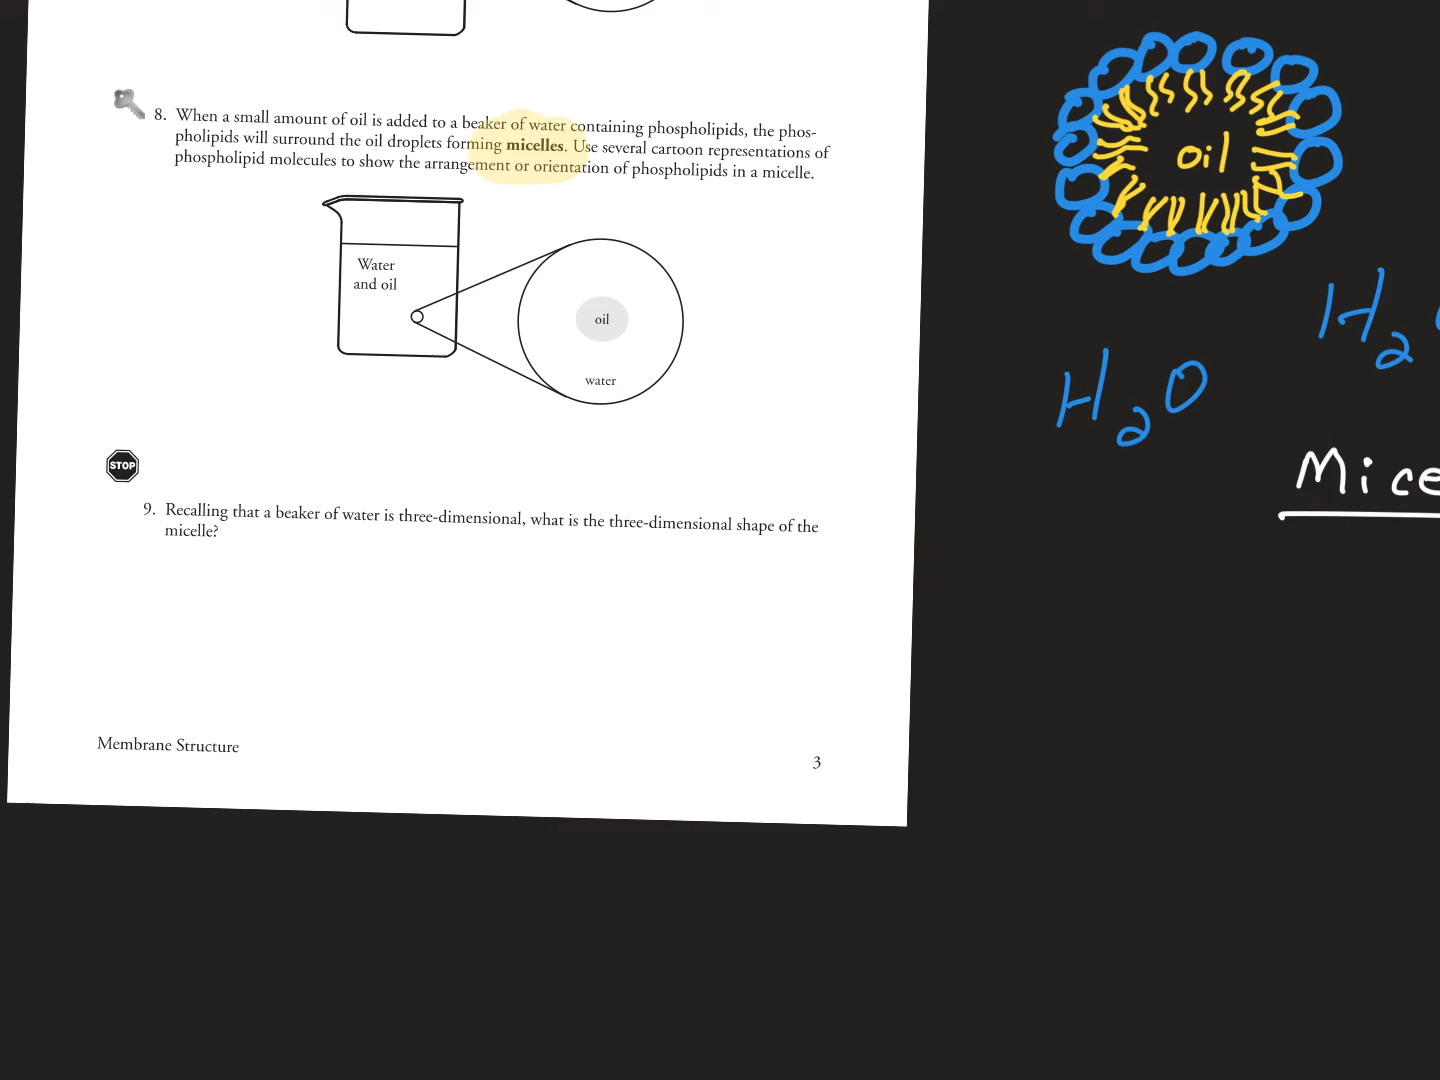 8. When a small amount of oil is added to a beaker of water containing phospholipids, the phos-
pholipids will surround the oil droplets forming micelles. Use several cartoon representations of
phospholipid molecules to show the arrangement or orientation of phospholipids in a micelle.
Water
and oil
oil
water
STOP
9. Recalling that a beaker of water is three-dimensional, what is the three-dimensional shape of the
micelle?
Membrane Structure
3
oil
H2
H2O
Mice